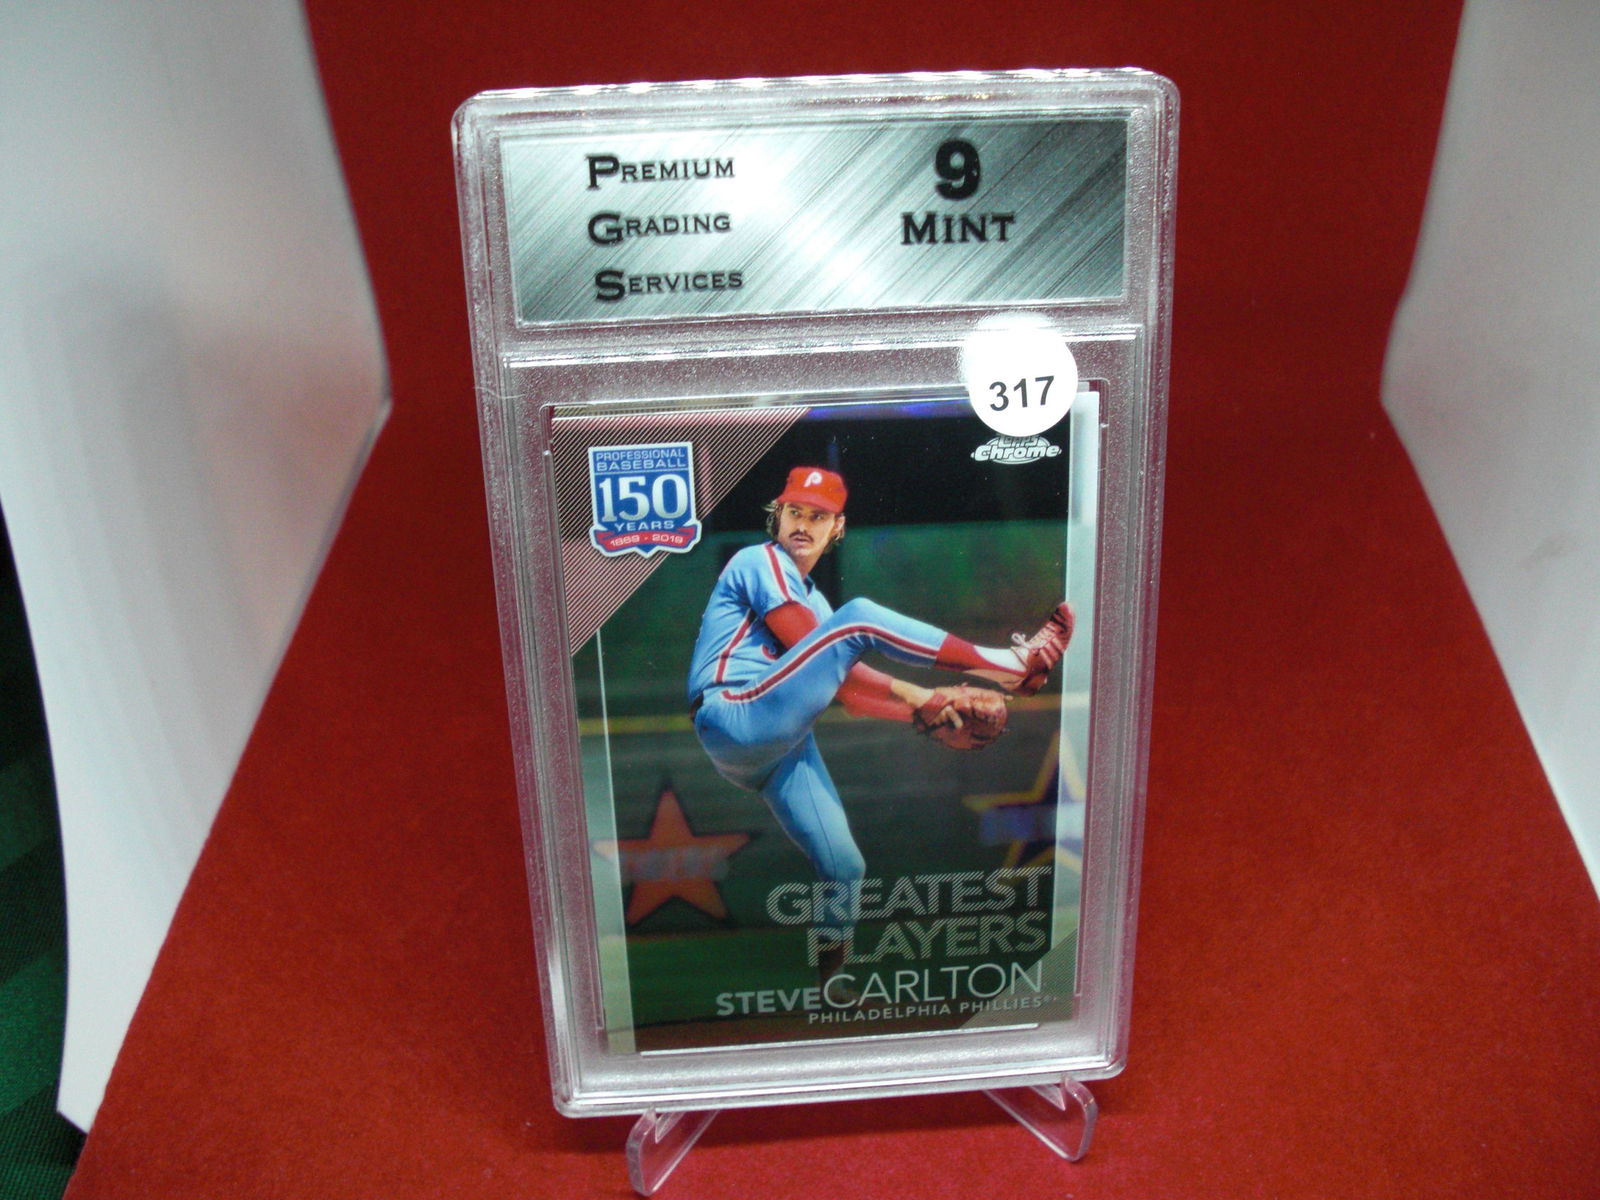 PREMIUM
GRADING
SERVICES
9
MINT
317
Topps
Chrome
PROFESSIONAL
BASEBALL
150
YEARS
1869 - 2019
P
GREATEST
PLAYERS
STEVE CARLTON
PHILADELPHIA PHILLIES®